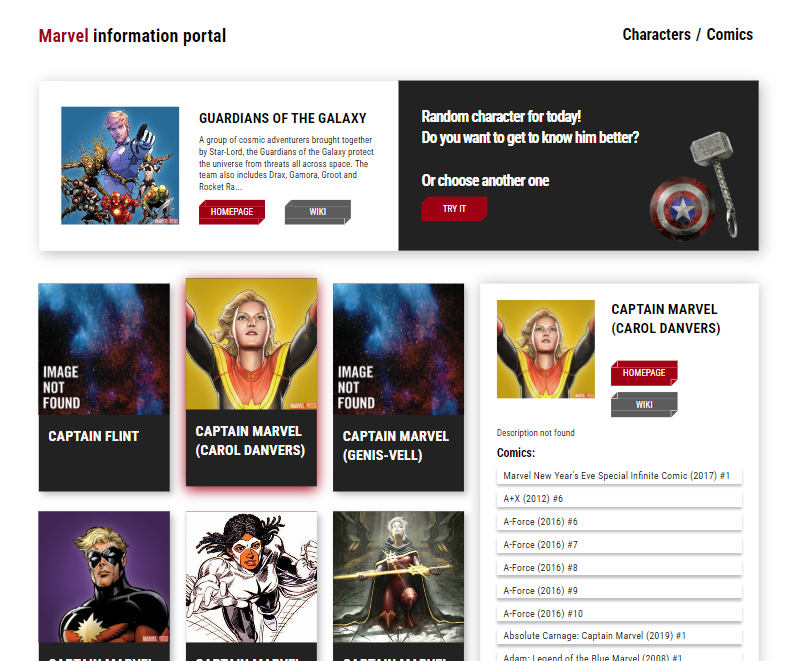 Marvel information portal
Characters / Comics
GUARDIANS OF THE GALAXY
A group of cosmic adventurers brought together
by Star-Lord, the Guardians of the Galaxy protect
the universe from threats all across space. The
team also includes Drax, Gamora, Groot and
Rocket Ra...
HOMEPAGE
WIKI
Random character for today!
Do you want to get to know him better?
Or choose another one
TRY IT
IMAGE
NOT
FOUND
CAPTAIN FLINT
CAPTAIN MARVEL
(CAROL DANVERS)
IMAGE
NOT
FOUND
CAPTAIN MARVEL
(GENIS-VELL)
CAPTAIN MARVEL
(CAROL DANVERS)
HOMEPAGE
WIKI
Description not found
Comics:
Marvel New Year's Eve Special Infinite Comic (2017) #1
A+X (2012) #6
A-Force (2016) #6
A-Force (2016) #7
A-Force (2016) #8
A-Force (2016) #9
A-Force (2016) #10
Absolute Carnage: Captain Marvel (2019) #1
Adam: Legend of the Blue Marvel (2008) #1
CAPTAIN MARVEL
CAPTAIN MARVEL
CAPTAIN MARVEL